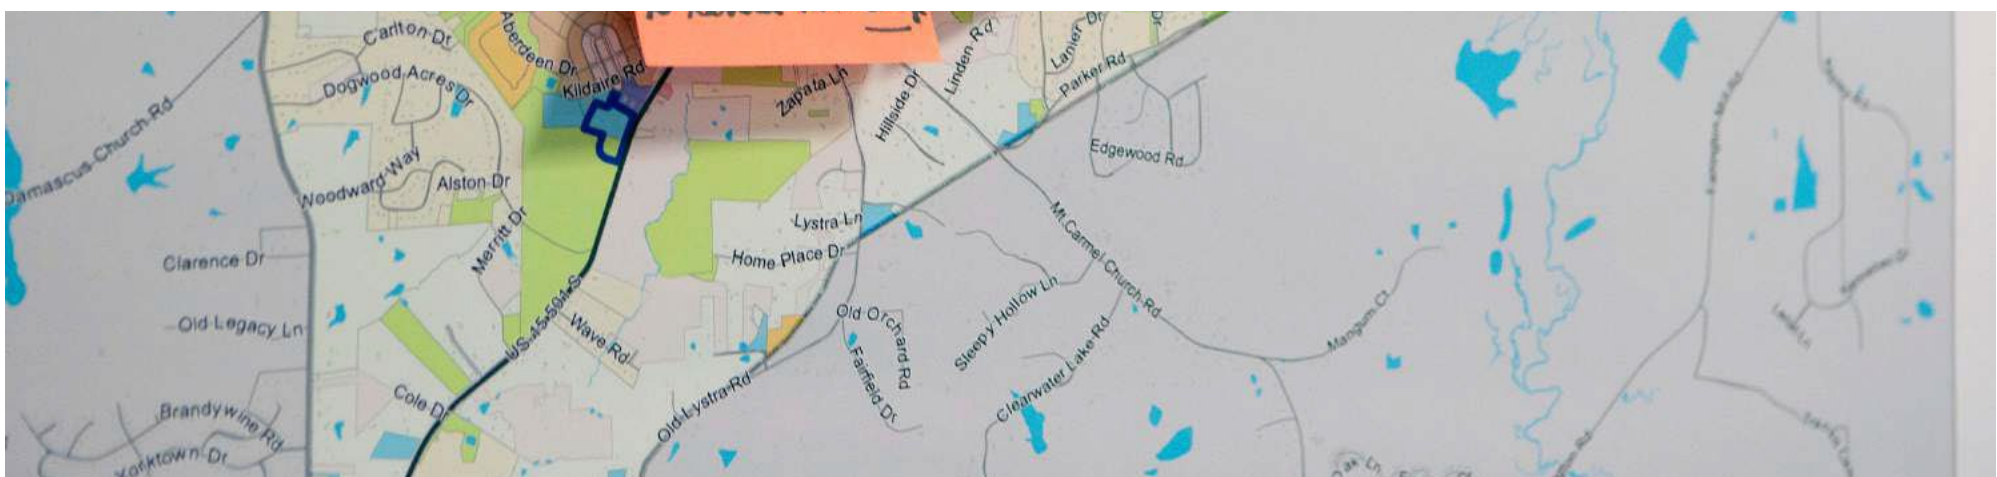 Carlton Dr
Aberdeen Dr
Linden Rd
Lanier Dr
Dr
Dogwood Acres Dr
Kildaire Rd
Zapata Ln
Hillside Dr
Parker Rd
Damascus-Church-Rd
Edgewood Rd
Woodward Way
Alston Dr
Merritt Dr
Lystra Ln
Home Place Dr
Mt Carmel Church Rd
Clarence Dr
Old Legacy Ln
US-15-501-S
Wave Rd
Old Orchard Rd
Fairfield Dr
Sleepy Hollow Ln
Clearwater Lake Rd
Mangum Ct
Cole Dr
Old-Lystra-Rd
Brandywine Rd
Yorktown Dr